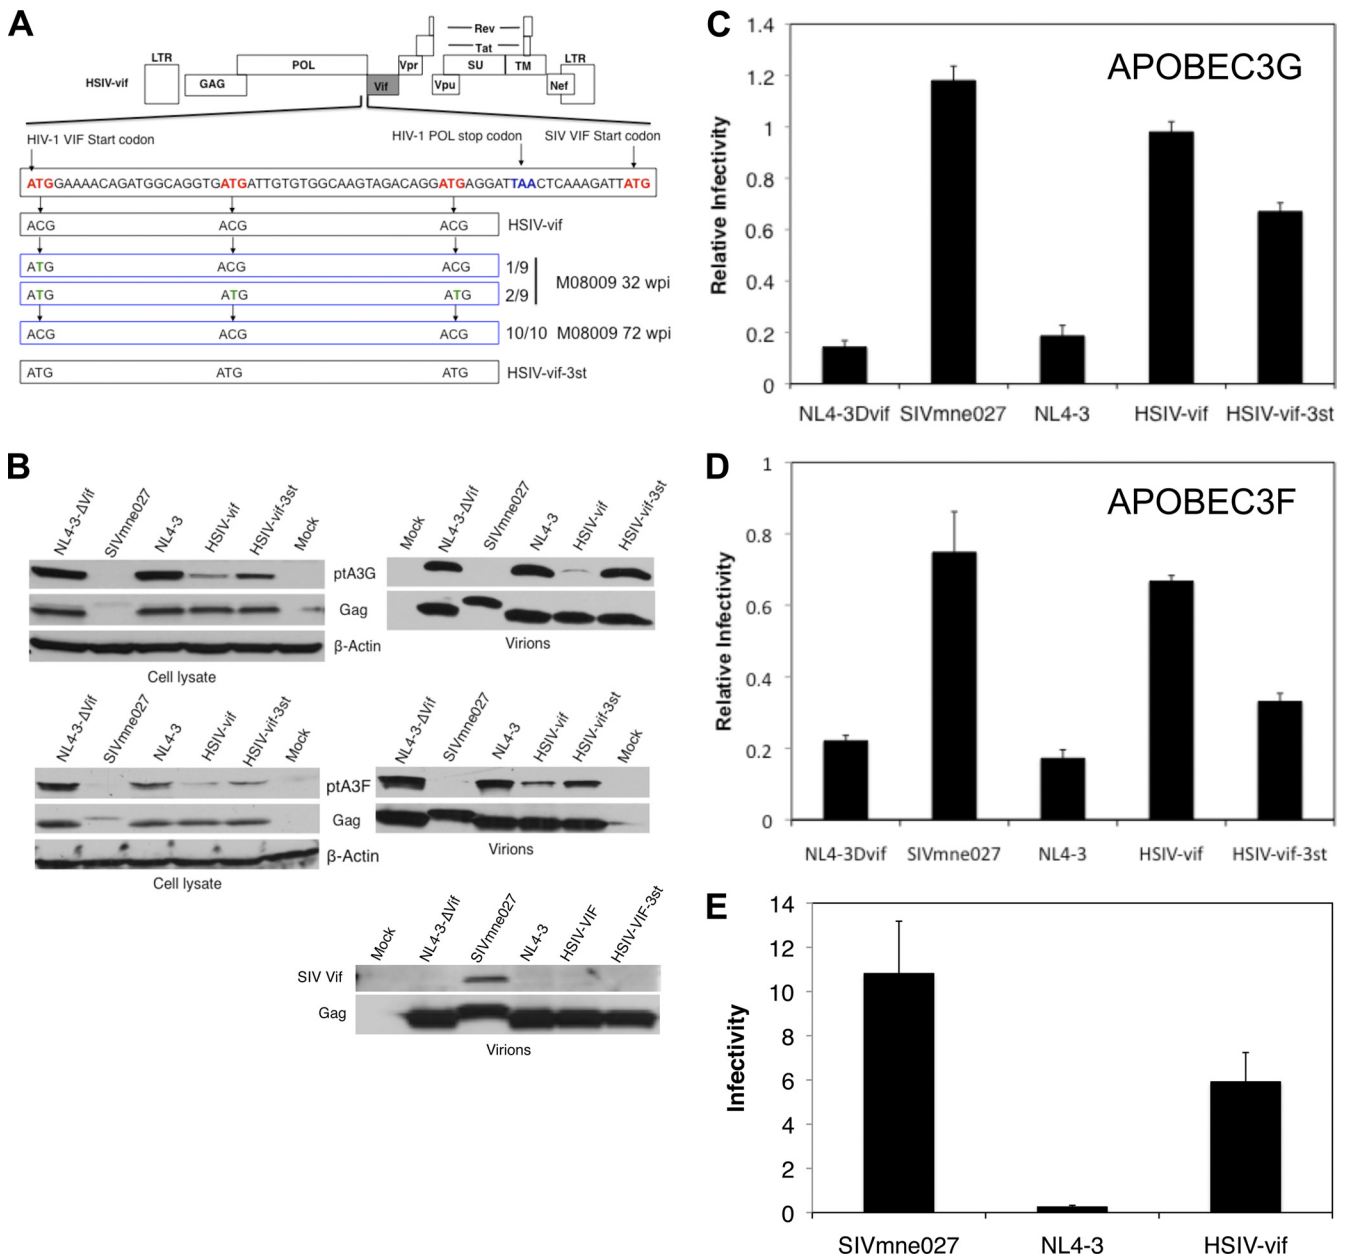 A
Rev
Tat
LTR
POL
Vpr
SU
TM
LTR
HSIV-vif
GAG
Vif
Vpu
Nef
HIV-1 VIF Start codon
HIV-1 POL stop codon
SIV VIF Start codon
ATGGAAAACAGATGGCAGGTGATGATTGTGTGGCAAGTAGACAGGATGAGGATTAACTCAAAGATTATG
ACG ACG ACG HSIV-vif
ATG ACG ACG 1/9
M08009 32 wpi
ATG ATG ATG 2/9
ACG ACG ACG 10/10 M08009 72 wpi
ATG ATG ATG HSIV-vif-3st
B
NL4-3-ΔVif SIVmne027 NL4-3 HSIV-vif HSIV-vif-3st Mock
ptA3G
Gag
β-Actin
Cell lysate
Mock NL4-3-ΔVif SIVmne027 NL4-3 HSIV-vif HSIV-vif-3st
Virions
NL4-3-ΔVif SIVmne027 NL4-3 HSIV-vif HSIV-vif-3st Mock
ptA3F
Gag
β-Actin
Cell lysate
NL4-3-ΔVif SIVmne027 NL4-3 HSIV-vif HSIV-vif-3st Mock
Virions
Mock NL4-3-ΔVif SIVmne027 NL4-3 HSIV-VIF HSIV-VIF-3st
SIV Vif
Gag
Virions
C
APOBEC3G
Relative Infectivity
1.4
1.2
1
0.8
0.6
0.4
0.2
0
NL4-3Dvif SIVmne027 NL4-3 HSIV-vif HSIV-vif-3st
D
APOBEC3F
Relative Infectivity
1
0.8
0.6
0.4
0.2
0
NL4-3Dvif SIVmne027 NL4-3 HSIV-vif HSIV-vif-3st
E
Infectivity
14
12
10
8
6
4
2
0
SIVmne027 NL4-3 HSIV-vif